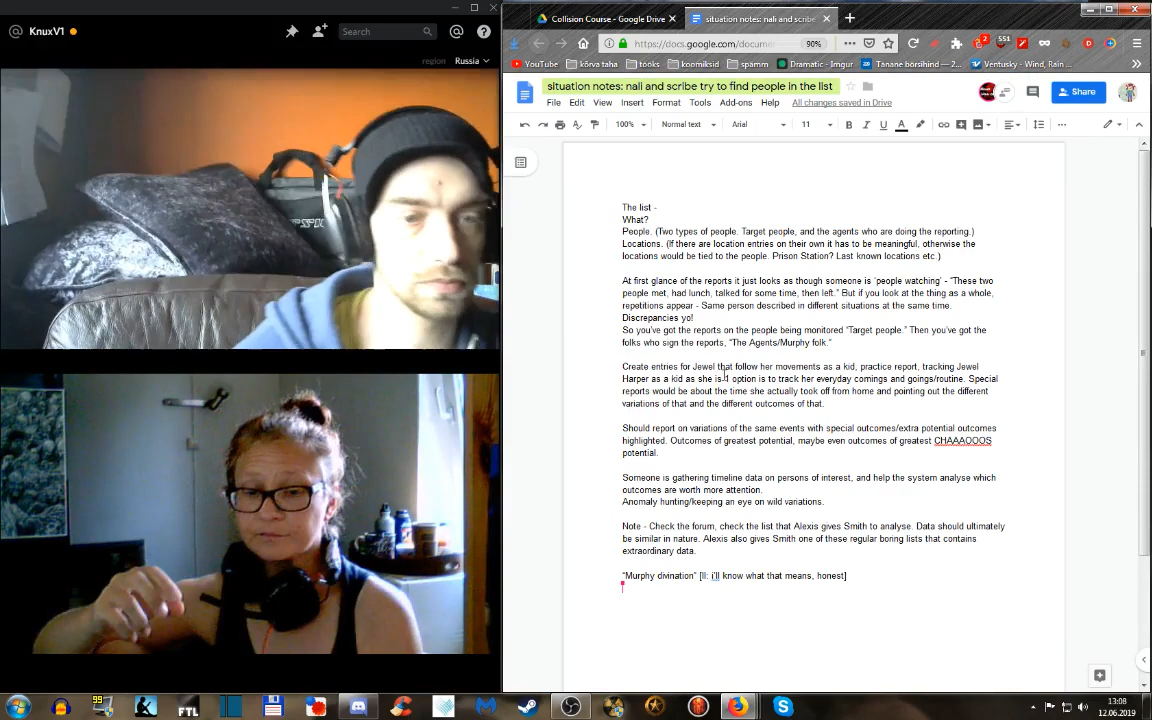 KnuxV1
Search
region Russia
Collision Course - Google Drive
situation notes: nali and scribe
https://docs.google.com/docume
90%
2
551
YouTube
kõrva taha
tööks
koomiksid
spämm
Dramatic - Imgur
Tänane börsihind — 2...
Ventusky - Wind, Rain ...
situation notes: nali and scribe try to find people in the list
File Edit View Insert Format Tools Add-ons Help All changes saved in Drive
Share
100% Normal text Arial 11 B I U A
The list -
What?
People. (Two types of people. Target people, and the agents who are doing the reporting.)
Locations. (If there are location entries on their own it has to be meaningful, otherwise the
locations would be tied to the people. Prison Station? Last known locations etc.)
At first glance of the reports it just looks as though someone is 'people watching' - "These two
people met, had lunch, talked for some time, then left." But if you look at the thing as a whole,
repetitions appear - Same person described in different situations at the same time.
Discrepancies yo!
So you've got the reports on the people being monitored "Target people." Then you've got the
folks who sign the reports, "The Agents/Murphy folk."
Create entries for Jewel that follow her movements as a kid, practice report, tracking Jewel
Harper as a kid as she is-1 option is to track her everyday comings and goings/routine. Special
reports would be about the time she actually took off from home and pointing out the different
variations of that and the different outcomes of that.
Should report on variations of the same events with special outcomes/extra potential outcomes
highlighted. Outcomes of greatest potential, maybe even outcomes of greatest CHAAAOOOS
potential.
Someone is gathering timeline data on persons of interest, and help the system analyse which
outcomes are worth more attention.
Anomaly hunting/keeping an eye on wild variations.
Note - Check the forum, check the list that Alexis gives Smith to analyse. Data should ultimately
be similar in nature. Alexis also gives Smith one of these regular boring lists that contains
extraordinary data.
"Murphy divination" [ll: i'll know what that means, honest]
99
FTL
13:08
12.06.2019